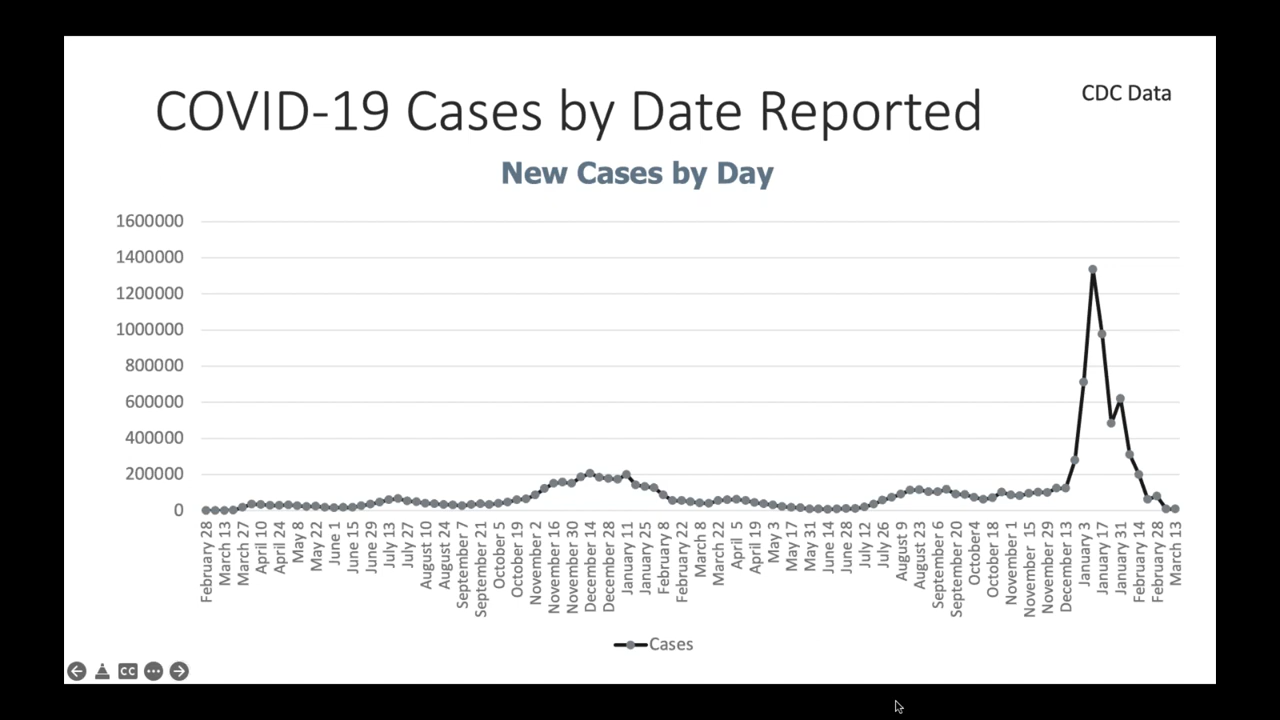 COVID-19 Cases by Date Reported
CDC Data
New Cases by Day
1600000
1400000
1200000
1000000
800000
600000
400000
200000
0
February 28
March 13
March 27
April 10
April 24
May 8
May 22
June 1
June 15
June 29
July 13
July 27
August 10
August 24
September 7
September 21
October 5
October 19
November 2
November 16
November 30
December 14
December 28
January 11
January 25
February 8
February 22
March 8
March 22
April 5
April 19
May 3
May 17
May 31
June 14
June 28
July 12
July 26
August 9
August 23
September 6
September 20
October4
October 18
November 1
November 15
November 29
December 13
January 3
January 17
January 31
February 14
February 28
March 13
Cases
CC